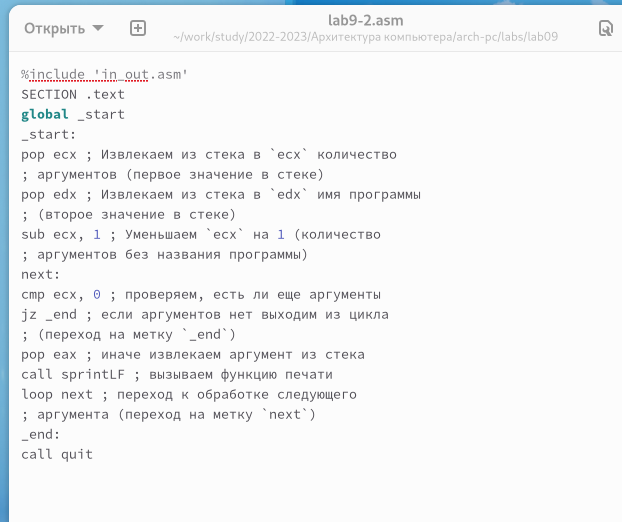 Открыть
lab9-2.asm
~/work/study/2022-2023/Архитектура компьютера/arch-pc/labs/lab09
%include 'in_out.asm'
SECTION .text
global _start
_start:
pop ecx ; Извлекаем из стека в `ecx` количество
; аргументов (первое значение в стеке)
pop edx ; Извлекаем из стека в `edx` имя программы
; (второе значение в стеке)
sub ecx, 1 ; Уменьшаем `ecx` на 1 (количество
; аргументов без названия программы)
next:
cmp ecx, 0 ; проверяем, есть ли еще аргументы
jz _end ; если аргументов нет выходим из цикла
; (переход на метку `_end`)
pop eax ; иначе извлекаем аргумент из стека
call sprintLF ; вызываем функцию печати
loop next ; переход к обработке следующего
; аргумента (переход на метку `next`)
_end:
call quit